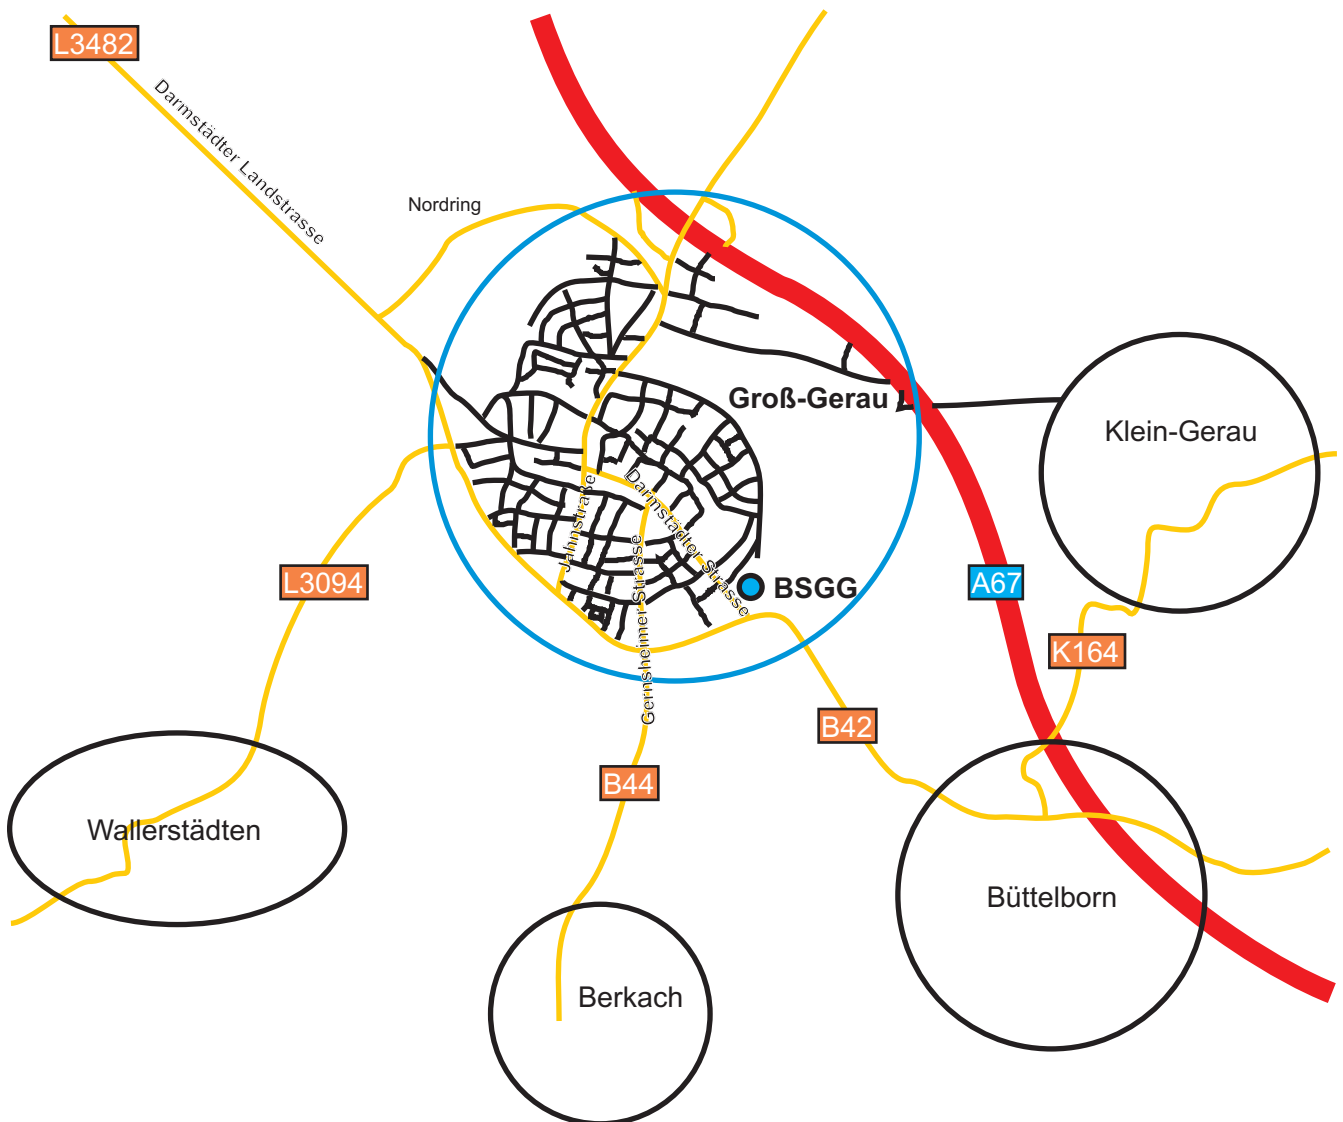 L3482
Darmstädter Landstrasse
Nordring
Groß-Gerau
Klein-Gerau
Darmstädter Strasse
Jahnstraße
Gernsheimer Strasse
BSGG
L3094
A67
K164
B42
B44
Wallerstädten
Büttelborn
Berkach